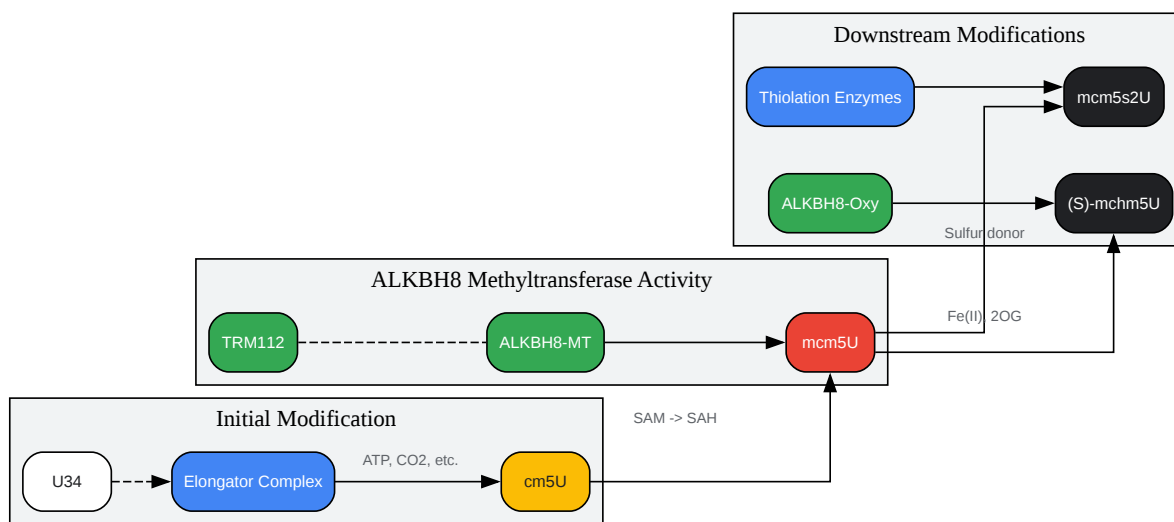 Downstream Modifications
Thiolation Enzymes
mcm5s2U
ALKBH8-Oxy
(S)-mchm5U
Sulfur donor
ALKBH8 Methyltransferase Activity
Fe(II), 2OG
TRM112
ALKBH8-MT
mcm5U
Initial Modification
SAM -> SAH
U34
Elongator Complex
ATP, CO2, etc.
cm5U